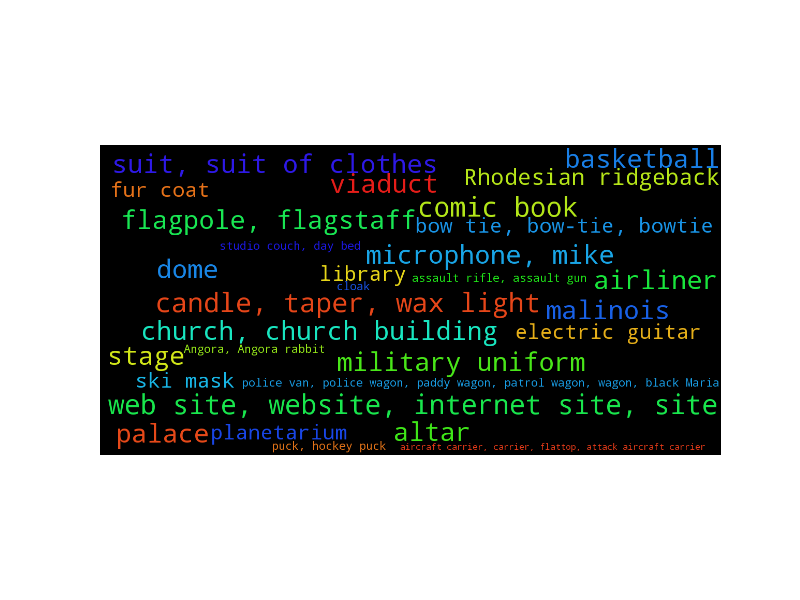 suit, suit of clothes
basketball
fur coat
viaduct
Rhodesian ridgeback
flagpole, flagstaff
comic book
bow tie, bow-tie, bowtie
studio couch, day bed
microphone, mike
dome
library
assault rifle, assault gun
airliner
cloak
candle, taper, wax light
malinois
church, church building
electric guitar
stage
Angora, Angora rabbit
military uniform
ski mask
police van, police wagon, paddy wagon, patrol wagon, wagon, black Maria
web site, website, internet site, site
palace
planetarium
altar
puck, hockey puck
aircraft carrier, carrier, flattop, attack aircraft carrier